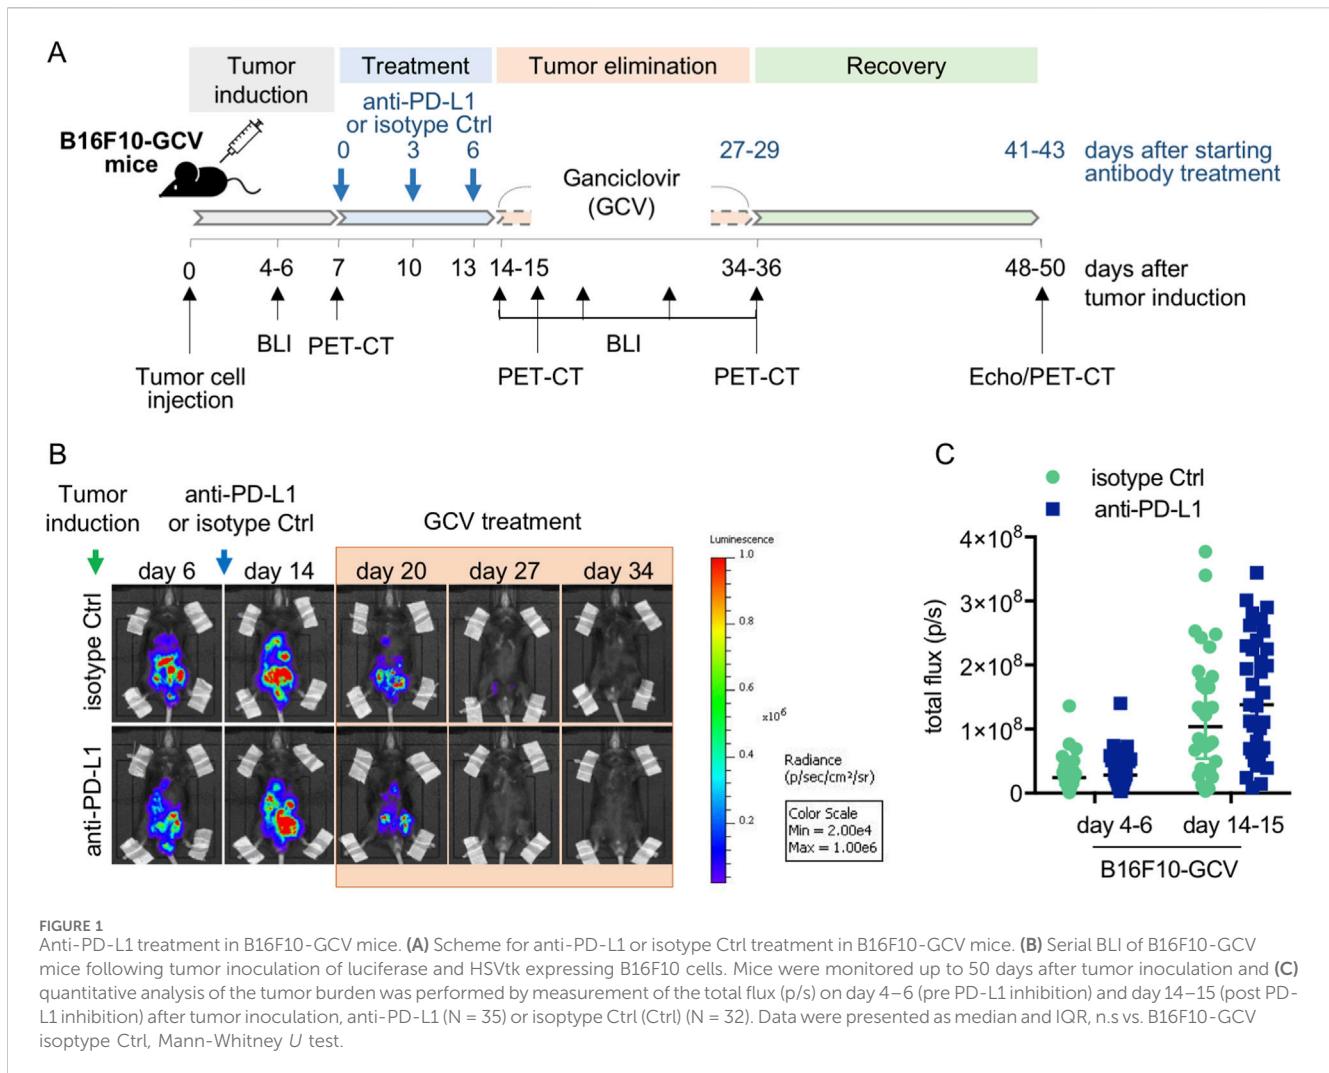 A
Tumor
induction
Treatment
Tumor elimination
Recovery
anti-PD-L1
or isotype Ctrl
B16F10-GCV
mice
0 3 6 27-29 41-43
days after starting
antibody treatment
Ganciclovir
(GCV)
0 4-6 7 10 13 14-15 34-36 48-50
days after
tumor induction
BLI PET-CT BLI
Tumor cell
injection
PET-CT PET-CT Echo/PET-CT
B
Tumor
induction
anti-PD-L1
or isotype Ctrl
GCV treatment
day 6 day 14 day 20 day 27 day 34
isotype Ctrl
anti-PD-L1
Luminescence
1.0
0.8
0.6
x10⁶
0.4
0.2
Radiance
(p/sec/cm²/sr)
Color Scale
Min = 2.00e4
Max = 1.00e6
C
isotype Ctrl
anti-PD-L1
total flux (p/s)
4×10⁸
3×10⁸
2×10⁸
1×10⁸
0
day 4-6 day 14-15
B16F10-GCV
FIGURE 1
Anti-PD-L1 treatment in B16F10-GCV mice. (A) Scheme for anti-PD-L1 or isotype Ctrl treatment in B16F10-GCV mice. (B) Serial BLI of B16F10-GCV
mice following tumor inoculation of luciferase and HSVtk expressing B16F10 cells. Mice were monitored up to 50 days after tumor inoculation and (C)
quantitative analysis of the tumor burden was performed by measurement of the total flux (p/s) on day 4–6 (pre PD-L1 inhibition) and day 14–15 (post PD-
L1 inhibition) after tumor inoculation, anti-PD-L1 (N = 35) or isoptype Ctrl (Ctrl) (N = 32). Data were presented as median and IQR, n.s vs. B16F10-GCV
isoptype Ctrl, Mann-Whitney U test.